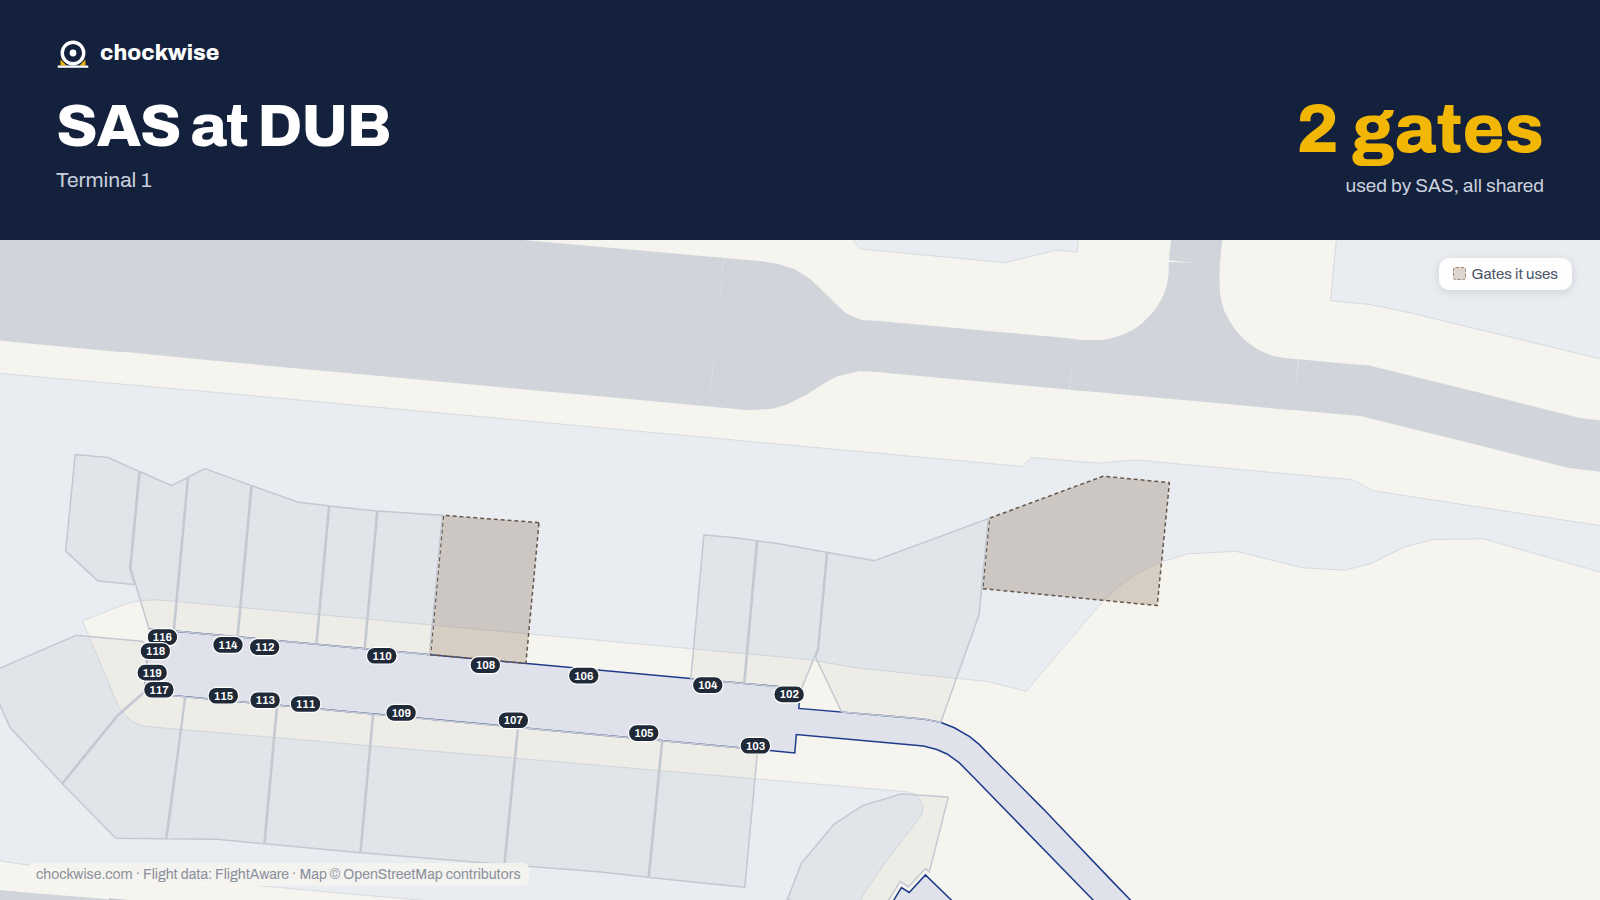 chockwise
SAS at DUB
Terminal 1
2 gates
used by SAS, all shared
Gates it uses
116
118
114
112
110
108
106
104
102
119
117
115
113
111
109
107
105
103
chockwise.com · Flight data: FlightAware · Map © OpenStreetMap contributors